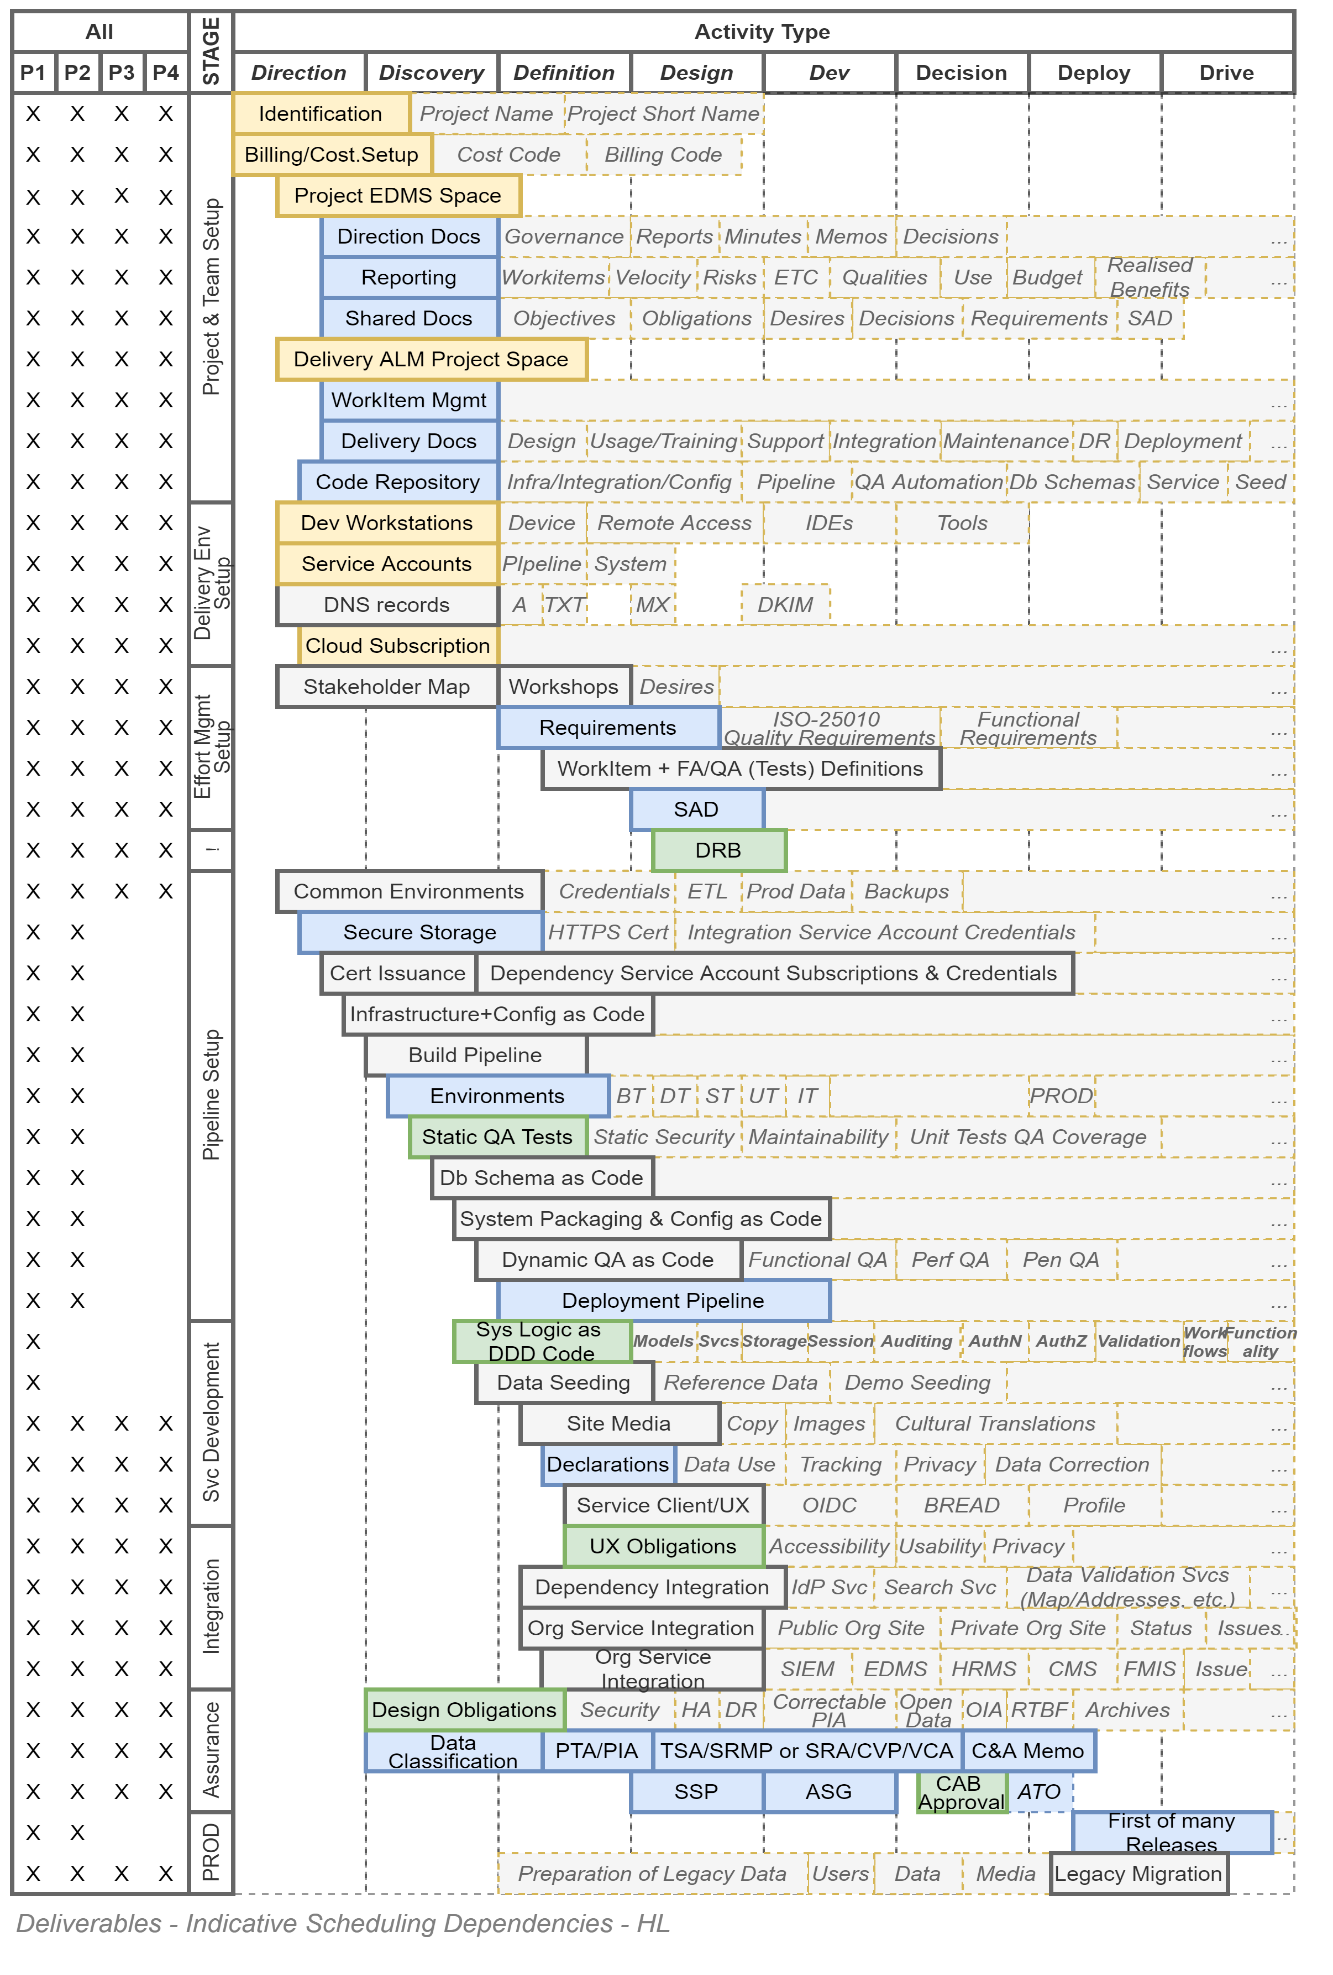 All STAGE Activity Type
P1 P2 P3 P4 Direction Discovery Definition Design Dev Decision Deploy Drive
Project & Team Setup
X X X X Identification Project Name Project Short Name
X X X X Billing/Cost.Setup Cost Code Billing Code
X X X X Project EDMS Space
X X X X Direction Docs Governance Reports Minutes Memos Decisions ...
X X X X Reporting Workitems Velocity Risks ETC Qualities Use Budget Realised Benefits ...
X X X X Shared Docs Objectives Obligations Desires Decisions Requirements SAD
X X X X Delivery ALM Project Space
X X X X WorkItem Mgmt ...
X X X X Delivery Docs Design Usage/Training Support Integration Maintenance DR Deployment ...
X X X X Code Repository Infra/Integration/Config Pipeline QA Automation Db Schemas Service Seed
Delivery Env Setup
X X X X Dev Workstations Device Remote Access IDEs Tools
X X X X Service Accounts PIpeline System
X X X X DNS records A TXT MX DKIM
X X X X Cloud Subscription ...
Effort Mgmt Setup
X X X X Stakeholder Map Workshops Desires ...
X X X X Requirements ISO-25010 Quality Requirements Functional Requirements ...
X X X X WorkItem + FA/QA (Tests) Definitions ...
X X X X SAD ...
!
X X X X DRB
Pipeline Setup
X X X X Common Environments Credentials ETL Prod Data Backups ...
X X Secure Storage HTTPS Cert Integration Service Account Credentials ...
X X Cert Issuance Dependency Service Account Subscriptions & Credentials ...
X X Infrastructure+Config as Code ...
X X Build Pipeline ...
X X Environments BT DT ST UT IT PROD ...
X X Static QA Tests Static Security Maintainability Unit Tests QA Coverage ...
X X Db Schema as Code ...
X X System Packaging & Config as Code ...
X X Dynamic QA as Code Functional QA Perf QA Pen QA ...
X X Deployment Pipeline ...
Svc Development
X Sys Logic as DDD Code Models Svcs Storage Session Auditing AuthN AuthZ Validation Work flows Function ality
X Data Seeding Reference Data Demo Seeding ...
X X X X Site Media Copy Images Cultural Translations ...
X X X X Declarations Data Use Tracking Privacy Data Correction ...
X X X X Service Client/UX OIDC BREAD Profile ...
Integration
X X X X UX Obligations Accessibility Usability Privacy ...
X X X X Dependency Integration IdP Svc Search Svc Data Validation Svcs (Map/Addresses. etc.) ...
X X X X Org Service Integration Public Org Site Private Org Site Status Issues ..
X X X X Org Service Integration SIEM EDMS HRMS CMS FMIS Issue ...
Assurance
X X X X Design Obligations Security HA DR Correctable PIA Open Data OIA RTBF Archives ...
X X X X Data Classification PTA/PIA TSA/SRMP or SRA/CVP/VCA C&A Memo
X X X X SSP ASG CAB Approval ATO
PROD
X X First of many Releases ..
X X X X Preparation of Legacy Data Users Data Media Legacy Migration
Deliverables - Indicative Scheduling Dependencies - HL